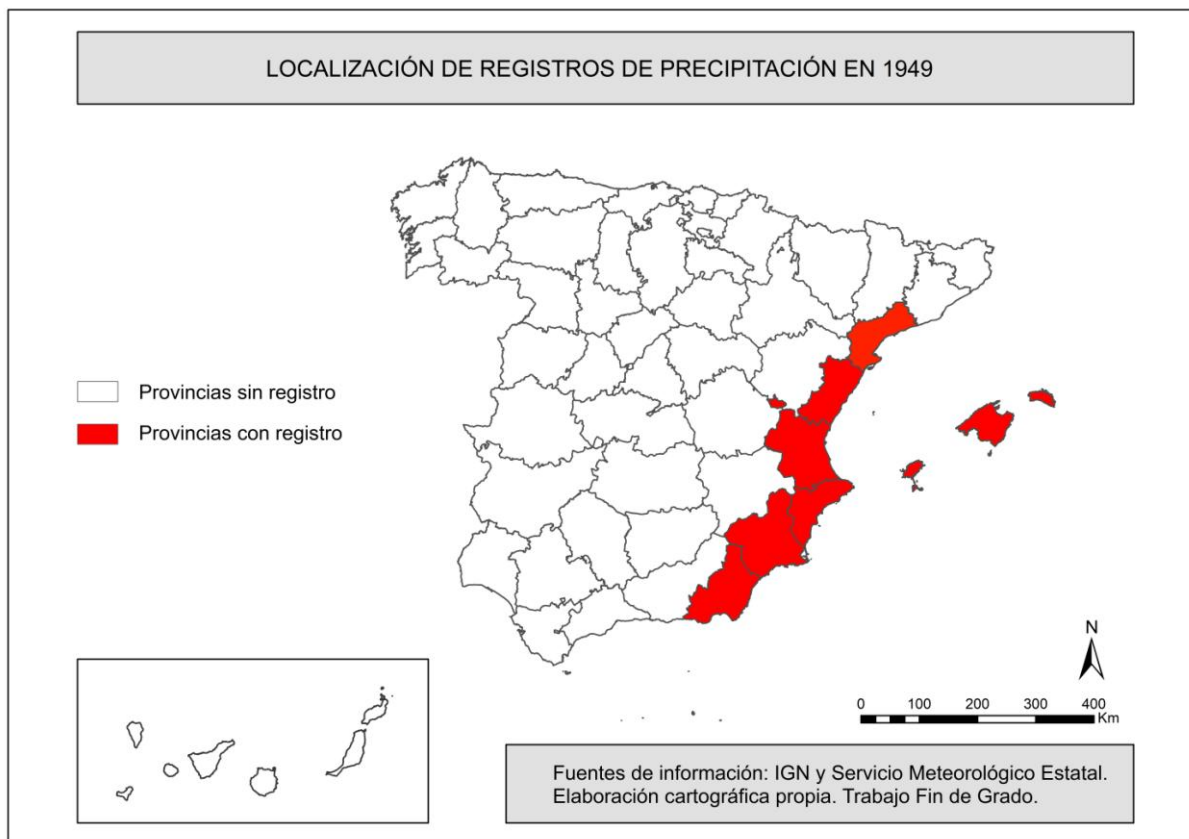 LOCALIZACIÓN DE REGISTROS DE PRECIPITACIÓN EN 1949
Provincias sin registro
Provincias con registro
N
0 100 200 300 400
Km
Fuentes de información: IGN y Servicio Meteorológico Estatal.
Elaboración cartográfica propia. Trabajo Fin de Grado.